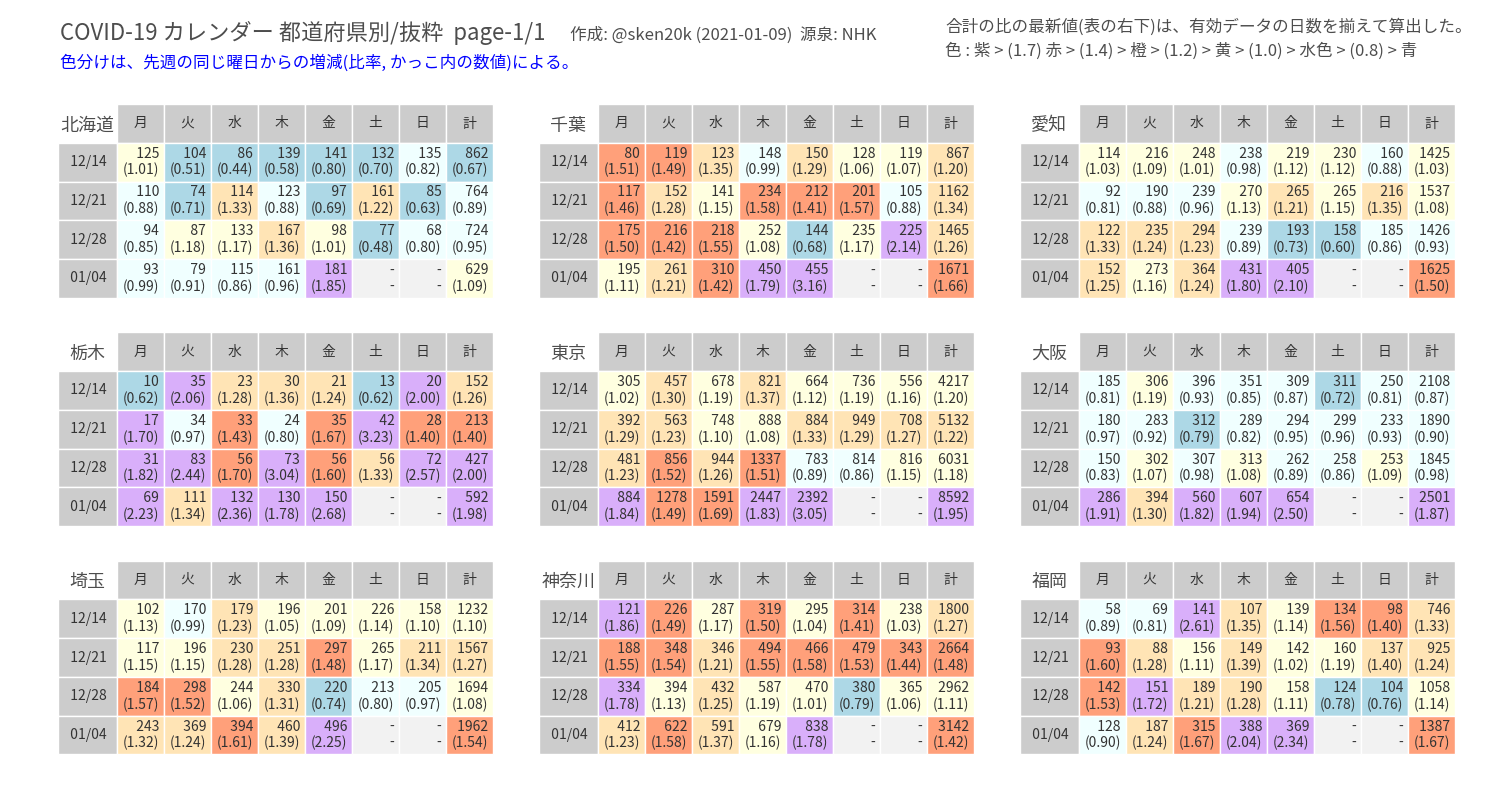 COVID-19 カレンダー 都道府県別/抜粋 page-1/1 作成: @sken20k (2021-01-09) 源泉: NHK
色分けは、先週の同じ曜日からの増減(比率, かっこ内の数値)による。
合計の比の最新値(表の右下)は、有効データの日数を揃えて算出した。
色 : 紫 > (1.7) 赤 > (1.4) > 橙 > (1.2) > 黄 > (1.0) > 水色 > (0.8) > 青
北海道 月 火 水 木 金 土 日 計
12/14 125 104 86 139 141 132 135 862
(1.01) (0.51) (0.44) (0.58) (0.80) (0.70) (0.82) (0.67)
12/21 110 74 114 123 97 161 85 764
(0.88) (0.71) (1.33) (0.88) (0.69) (1.22) (0.63) (0.89)
12/28 94 87 133 167 98 77 68 724
(0.85) (1.18) (1.17) (1.36) (1.01) (0.48) (0.80) (0.95)
01/04 93 79 115 161 181 - - 629
(0.99) (0.91) (0.86) (0.96) (1.85) - - (1.09)
千葉 月 火 水 木 金 土 日 計
12/14 80 119 123 148 150 128 119 867
(1.51) (1.49) (1.35) (0.99) (1.29) (1.06) (1.07) (1.20)
12/21 117 152 141 234 212 201 105 1162
(1.46) (1.28) (1.15) (1.58) (1.41) (1.57) (0.88) (1.34)
12/28 175 216 218 252 144 235 225 1465
(1.50) (1.42) (1.55) (1.08) (0.68) (1.17) (2.14) (1.26)
01/04 195 261 310 450 455 - - 1671
(1.11) (1.21) (1.42) (1.79) (3.16) - - (1.66)
愛知 月 火 水 木 金 土 日 計
12/14 114 216 248 238 219 230 160 1425
(1.03) (1.09) (1.01) (0.98) (1.12) (1.12) (0.88) (1.03)
12/21 92 190 239 270 265 265 216 1537
(0.81) (0.88) (0.96) (1.13) (1.21) (1.15) (1.35) (1.08)
12/28 122 235 294 239 193 158 185 1426
(1.33) (1.24) (1.23) (0.89) (0.73) (0.60) (0.86) (0.93)
01/04 152 273 364 431 405 - - 1625
(1.25) (1.16) (1.24) (1.80) (2.10) - - (1.50)
栃木 月 火 水 木 金 土 日 計
12/14 10 35 23 30 21 13 20 152
(0.62) (2.06) (1.28) (1.36) (1.24) (0.62) (2.00) (1.26)
12/21 17 34 33 24 35 42 28 213
(1.70) (0.97) (1.43) (0.80) (1.67) (3.23) (1.40) (1.40)
12/28 31 83 56 73 56 56 72 427
(1.82) (2.44) (1.70) (3.04) (1.60) (1.33) (2.57) (2.00)
01/04 69 111 132 130 150 - - 592
(2.23) (1.34) (2.36) (1.78) (2.68) - - (1.98)
東京 月 火 水 木 金 土 日 計
12/14 305 457 678 821 664 736 556 4217
(1.02) (1.30) (1.19) (1.37) (1.12) (1.19) (1.16) (1.20)
12/21 392 563 748 888 884 949 708 5132
(1.29) (1.23) (1.10) (1.08) (1.33) (1.29) (1.27) (1.22)
12/28 481 856 944 1337 783 814 816 6031
(1.23) (1.52) (1.26) (1.51) (0.89) (0.86) (1.15) (1.18)
01/04 884 1278 1591 2447 2392 - - 8592
(1.84) (1.49) (1.69) (1.83) (3.05) - - (1.95)
大阪 月 火 水 木 金 土 日 計
12/14 185 306 396 351 309 311 250 2108
(0.81) (1.19) (0.93) (0.85) (0.87) (0.72) (0.81) (0.87)
12/21 180 283 312 289 294 299 233 1890
(0.97) (0.92) (0.79) (0.82) (0.95) (0.96) (0.93) (0.90)
12/28 150 302 307 313 262 258 253 1845
(0.83) (1.07) (0.98) (1.08) (0.89) (0.86) (1.09) (0.98)
01/04 286 394 560 607 654 - - 2501
(1.91) (1.30) (1.82) (1.94) (2.50) - - (1.87)
埼玉 月 火 水 木 金 土 日 計
12/14 102 170 179 196 201 226 158 1232
(1.13) (0.99) (1.23) (1.05) (1.09) (1.14) (1.10) (1.10)
12/21 117 196 230 251 297 265 211 1567
(1.15) (1.15) (1.28) (1.28) (1.48) (1.17) (1.34) (1.27)
12/28 184 298 244 330 220 213 205 1694
(1.57) (1.52) (1.06) (1.31) (0.74) (0.80) (0.97) (1.08)
01/04 243 369 394 460 496 - - 1962
(1.32) (1.24) (1.61) (1.39) (2.25) - - (1.54)
神奈川 月 火 水 木 金 土 日 計
12/14 121 226 287 319 295 314 238 1800
(1.86) (1.49) (1.17) (1.50) (1.04) (1.41) (1.03) (1.27)
12/21 188 348 346 494 466 479 343 2664
(1.55) (1.54) (1.21) (1.55) (1.58) (1.53) (1.44) (1.48)
12/28 334 394 432 587 470 380 365 2962
(1.78) (1.13) (1.25) (1.19) (1.01) (0.79) (1.06) (1.11)
01/04 412 622 591 679 838 - - 3142
(1.23) (1.58) (1.37) (1.16) (1.78) - - (1.42)
福岡 月 火 水 木 金 土 日 計
12/14 58 69 141 107 139 134 98 746
(0.89) (0.81) (2.61) (1.35) (1.14) (1.56) (1.40) (1.33)
12/21 93 88 156 149 142 160 137 925
(1.60) (1.28) (1.11) (1.39) (1.02) (1.19) (1.40) (1.24)
12/28 142 151 189 190 158 124 104 1058
(1.53) (1.72) (1.21) (1.28) (1.11) (0.78) (0.76) (1.14)
01/04 128 187 315 388 369 - - 1387
(0.90) (1.24) (1.67) (2.04) (2.34) - - (1.67)